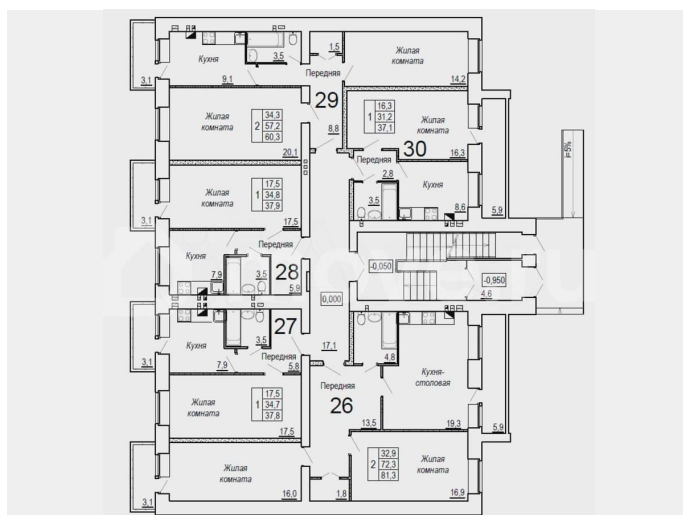 Кухня
9,1
3,5
1,5
Передняя
Жилая
комната
14,2
3,1
29
8,8
Жилая
комната
2
34,3
57,2
60,3
20,1
1
16,3
31,2
37,1
Жилая
комната
16,3
30
Передняя
2,8
Кухня
3,5
8,6
5,9
i=5%
Жилая
комната
1
17,5
34,8
37,9
17,5
3,1
Кухня
7,9
3,5
Передняя
28
5,9
-0,050
-0,950
4,6
0,000
27
Кухня
7,9
3,5
Передняя
5,8
3,1
17,1
4,8
Передняя
26
13,5
Кухня-
столовая
19,3
5,9
Жилая
комната
1
17,5
34,7
37,8
17,5
Жилая
комната
16,0
3,1
1,8
2
32,9
72,3
81,3
Жилая
комната
16,9